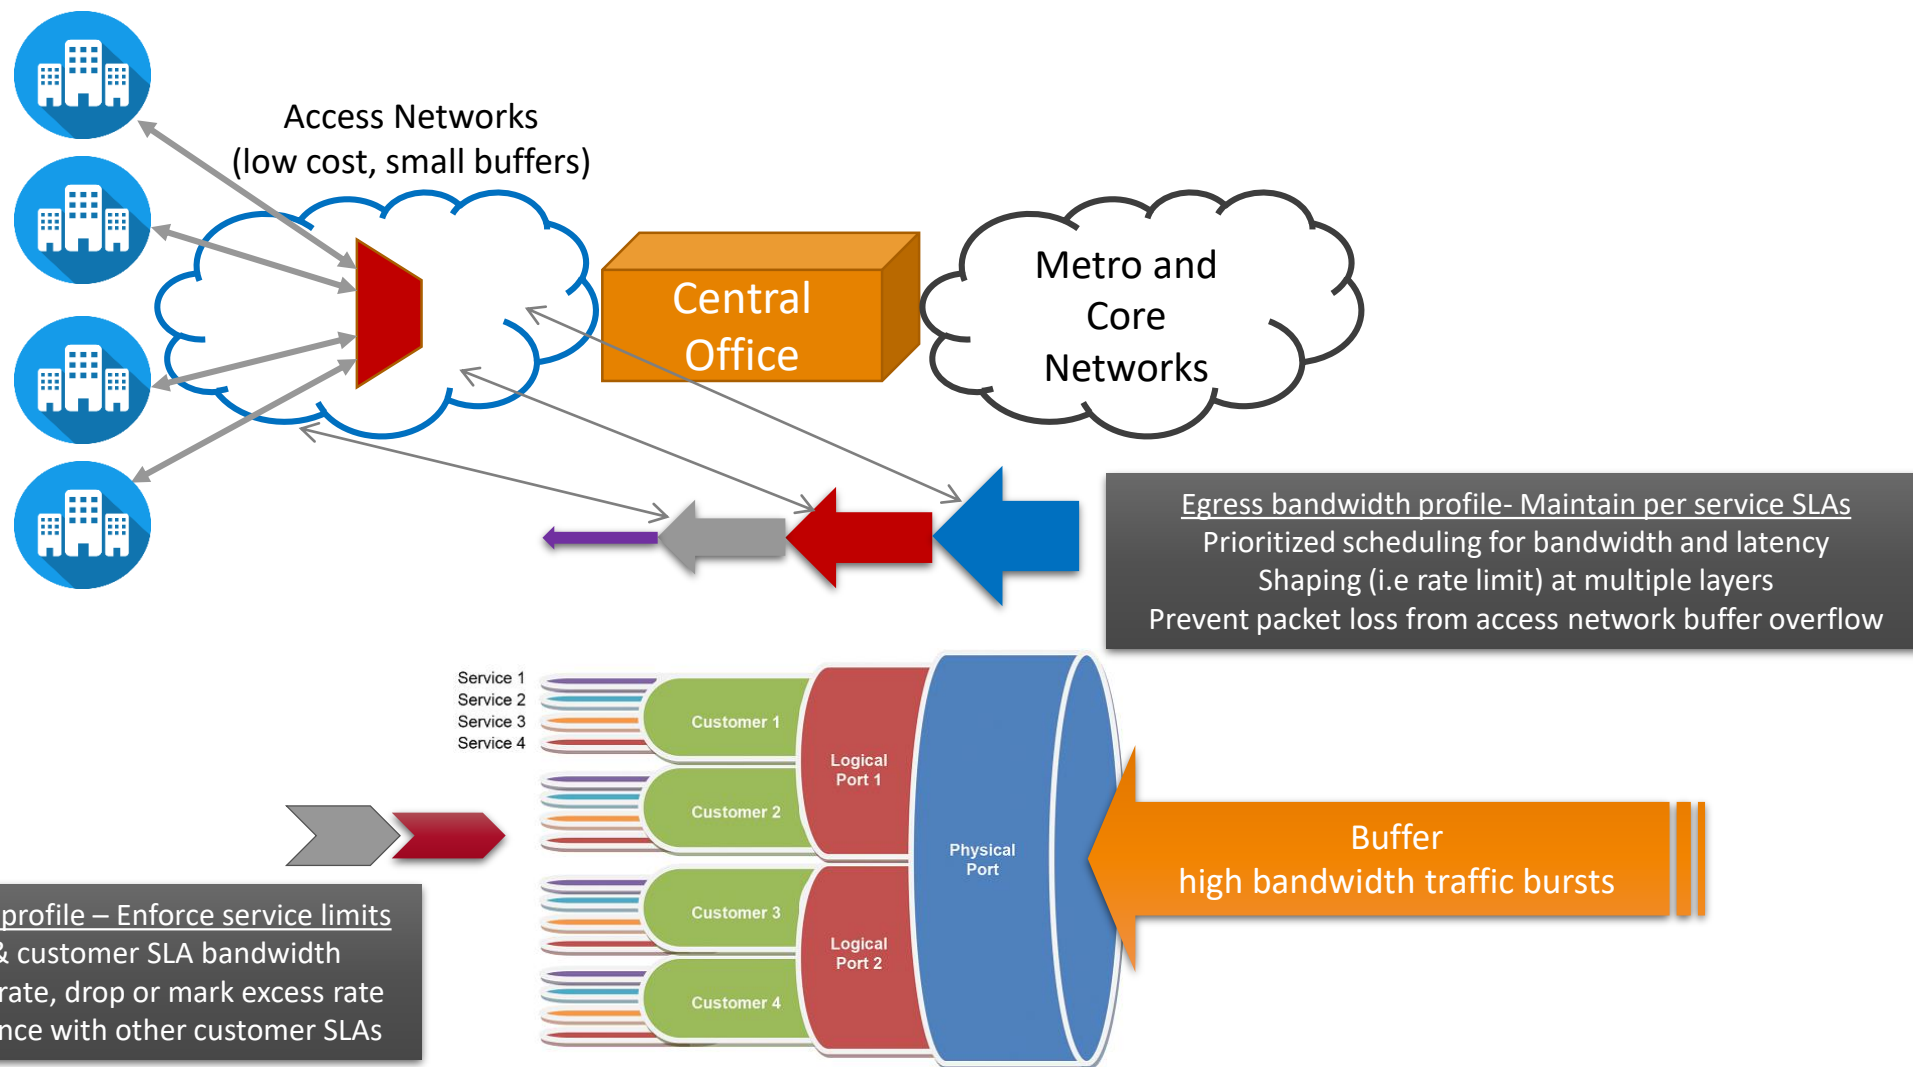 Access Networks
(low cost, small buffers)
Central
Office
Metro and
Core
Networks
Egress bandwidth profile- Maintain per service SLAs
Prioritized scheduling for bandwidth and latency
Shaping (i.e rate limit) at multiple layers
Prevent packet loss from access network buffer overflow
Service 1
Service 2
Service 3
Service 4
Customer 1
Customer 2
Customer 3
Customer 4
Logical
Port 1
Logical
Port 2
Physical
Port
Buffer
high bandwidth traffic bursts
profile – Enforce service limits
& customer SLA bandwidth
rate, drop or mark excess rate
with other customer SLAs